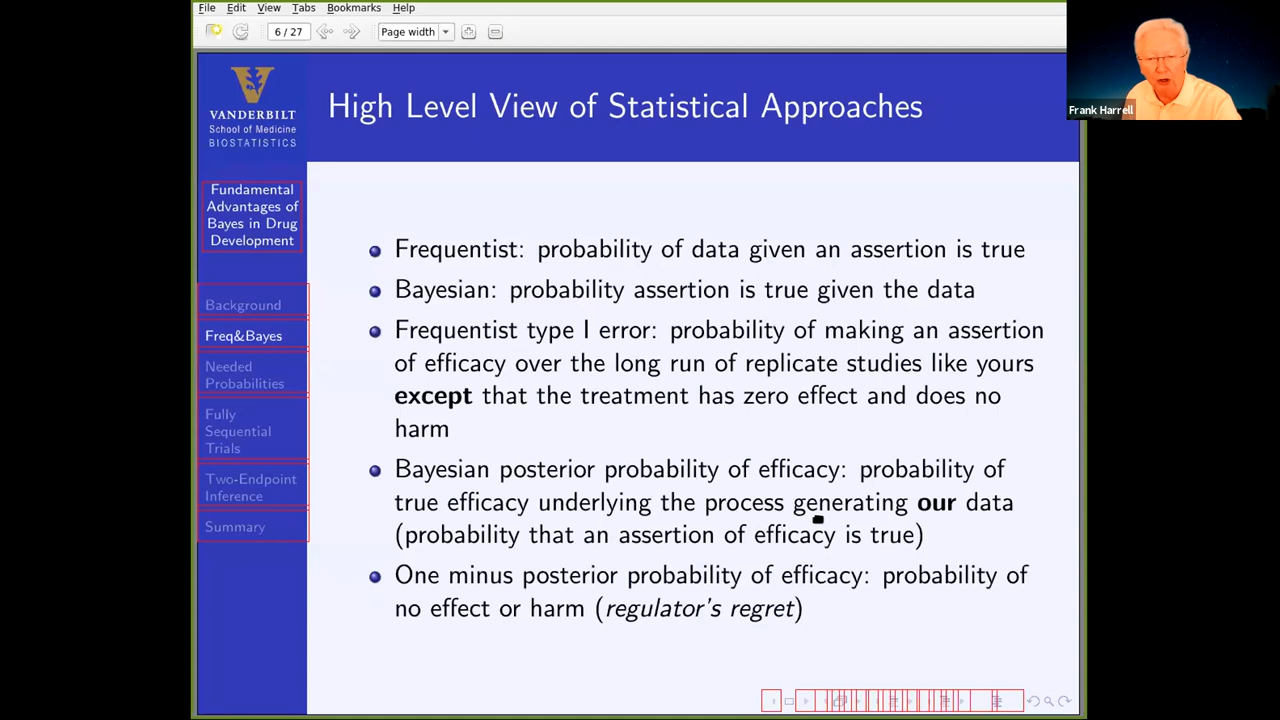 File Edit View Tabs Bookmarks Help
6 / 27 Page width
Frank Harrell
VANDERBILT
School of Medicine
BIOSTATISTICS
High Level View of Statistical Approaches
Fundamental
Advantages of
Bayes in Drug
Development
Background
Freq&Bayes
Needed
Probabilities
Fully
Sequential
Trials
Two-Endpoint
Inference
Summary
Frequentist: probability of data given an assertion is true
Bayesian: probability assertion is true given the data
Frequentist type I error: probability of making an assertion
of efficacy over the long run of replicate studies like yours
except that the treatment has zero effect and does no
harm
Bayesian posterior probability of efficacy: probability of
true efficacy underlying the process generating our data
(probability that an assertion of efficacy is true)
One minus posterior probability of efficacy: probability of
no effect or harm (regulator's regret)